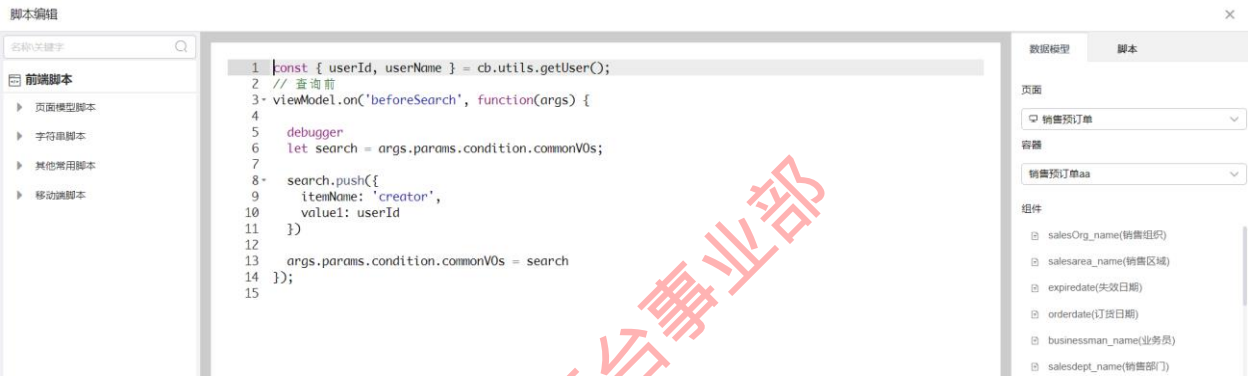 脚本编辑
名称\关键字
前端脚本
页面模型脚本
字符串脚本
其他常用脚本
移动端脚本
1 const { userId, userName } = cb.utils.getUser();
2 // 查询前
3 viewModel.on('beforeSearch', function(args) {
4
5 debugger
6 let search = args.params.condition.commonVOs;
7
8 search.push({
9 itemName: 'creator',
10 value1: userId
11 })
12
13 args.params.condition.commonVOs = search
14 });
15
数据模型 脚本
页面
销售预订单
容器
销售预订单aa
组件
salesOrg_name(销售组织)
salesarea_name(销售区域)
expiredate(失效日期)
orderdate(订货日期)
businessman_name(业务员)
salesdept_name(销售部门)
台事业部